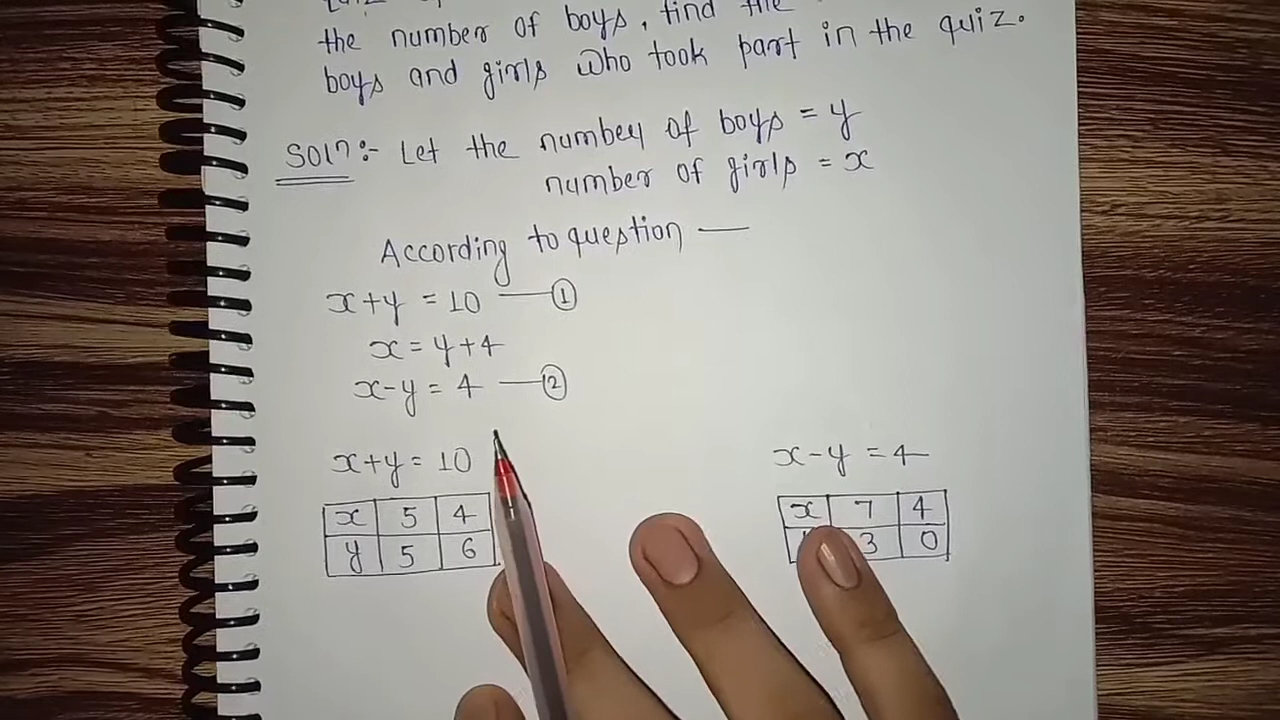 the number of boys, find the
boys and girls who took part in the quiz.
Soln:- Let the number of boys = y
number of girls = x
According to question —
x+y = 10 — ①
x = y+4
x-y = 4 — ②
x+y = 10
x 5 4
y 5 6
x-y = 4
x 7 4
3 0